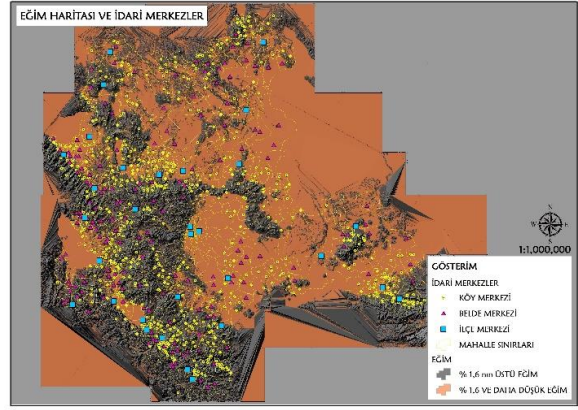 EĞİM HARİTASI VE İDARİ MERKEZLER
N
W E
S
1:1,000,000
GÖSTERİM
İDARİ MERKEZLER
KÖY MERKEZİ
BELDE MERKEZİ
İLÇE MERKEZİ
MAHALLE SINIRLARI
EĞİM
% 1,6 nın ÜSTÜ EĞİM
% 1.6 VE DAHA DÜŞÜK EĞİM